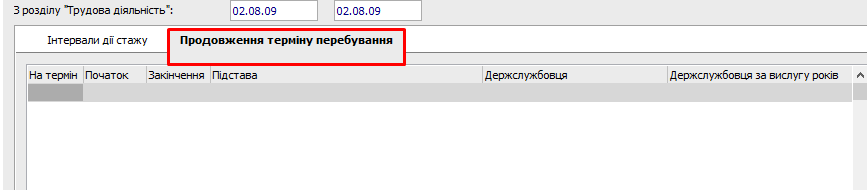 З розділу "Трудова діяльність": 02.08.09 02.08.09
Інтервали дії стажу Продовження терміну перебування
На термін Початок Закінчення Підстава Держслужбовця Держслужбовця за вислугу років